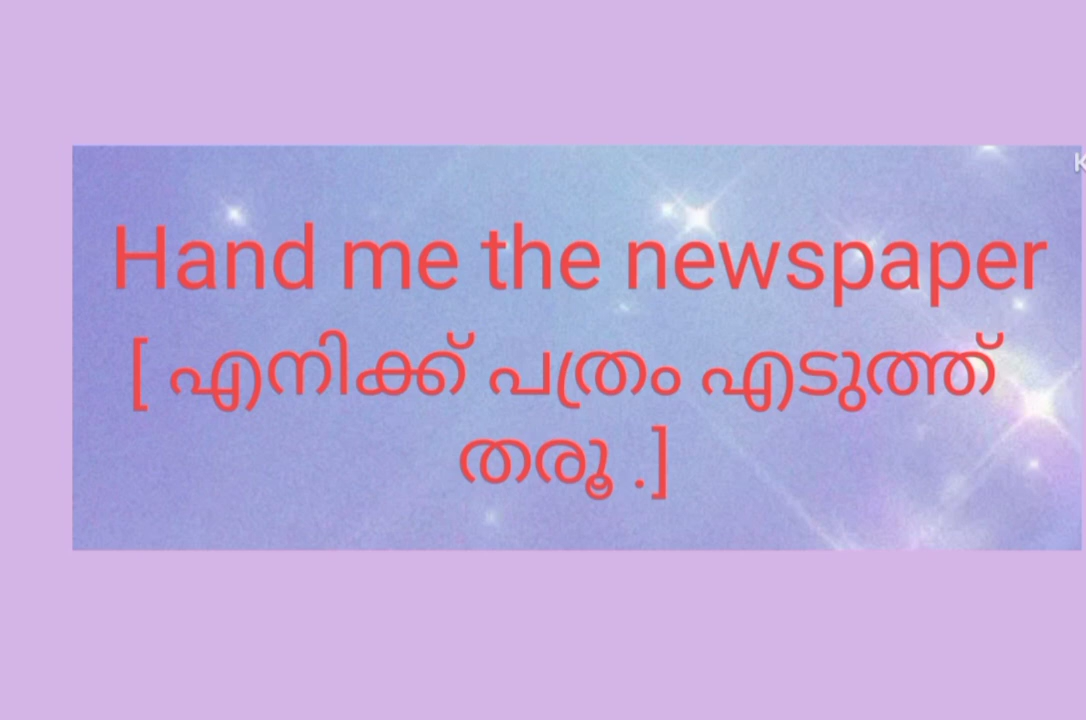 Hand me the newspaper
[ എനിക്ക് പത്രം എടുത്ത്
തരൂ .]